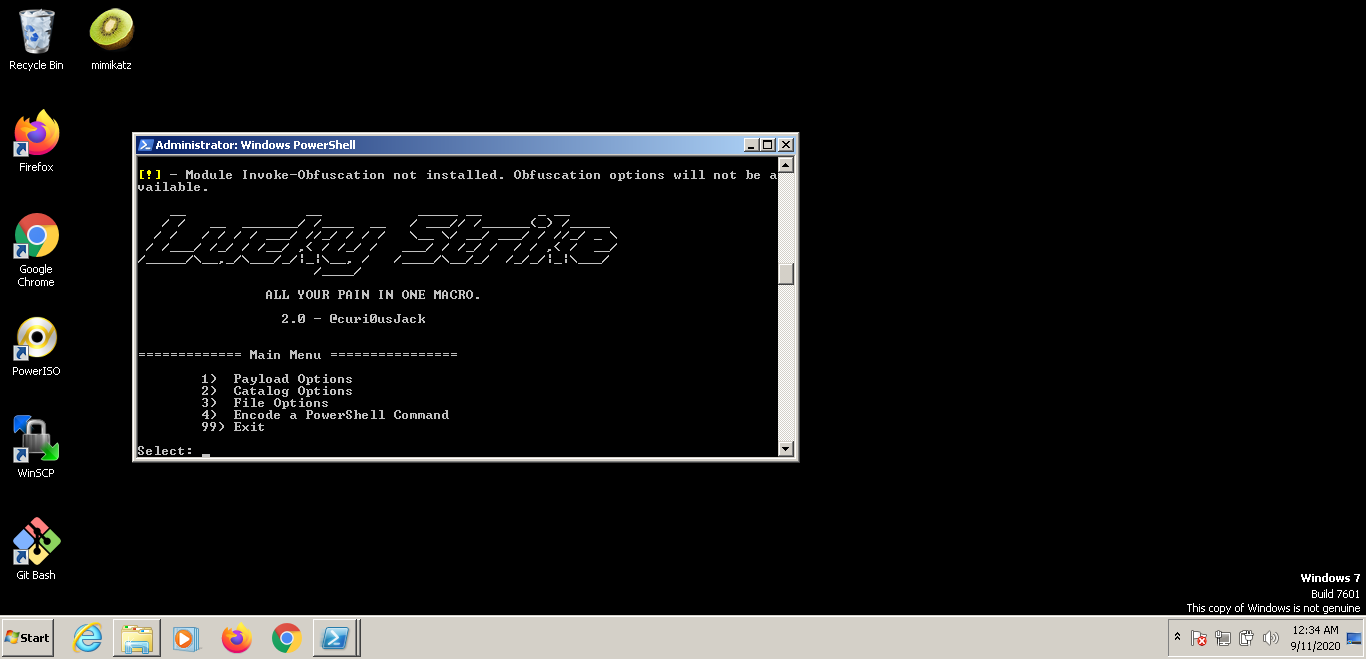 Recycle Bin
mimikatz
Firefox
Google
Chrome
PowerISO
WinSCP
Git Bash
Administrator: Windows PowerShell
[!] - Module Invoke-Obfuscation not installed. Obfuscation options will not be a
vailable.
Lucky Strike
ALL YOUR PAIN IN ONE MACRO.
2.0 - @curi0usJack
============= Main Menu ================
1) Payload Options
2) Catalog Options
3) File Options
4) Encode a PowerShell Command
99) Exit
Select: _
Windows 7
Build 7601
This copy of Windows is not genuine
Start
12:34 AM
9/11/2020